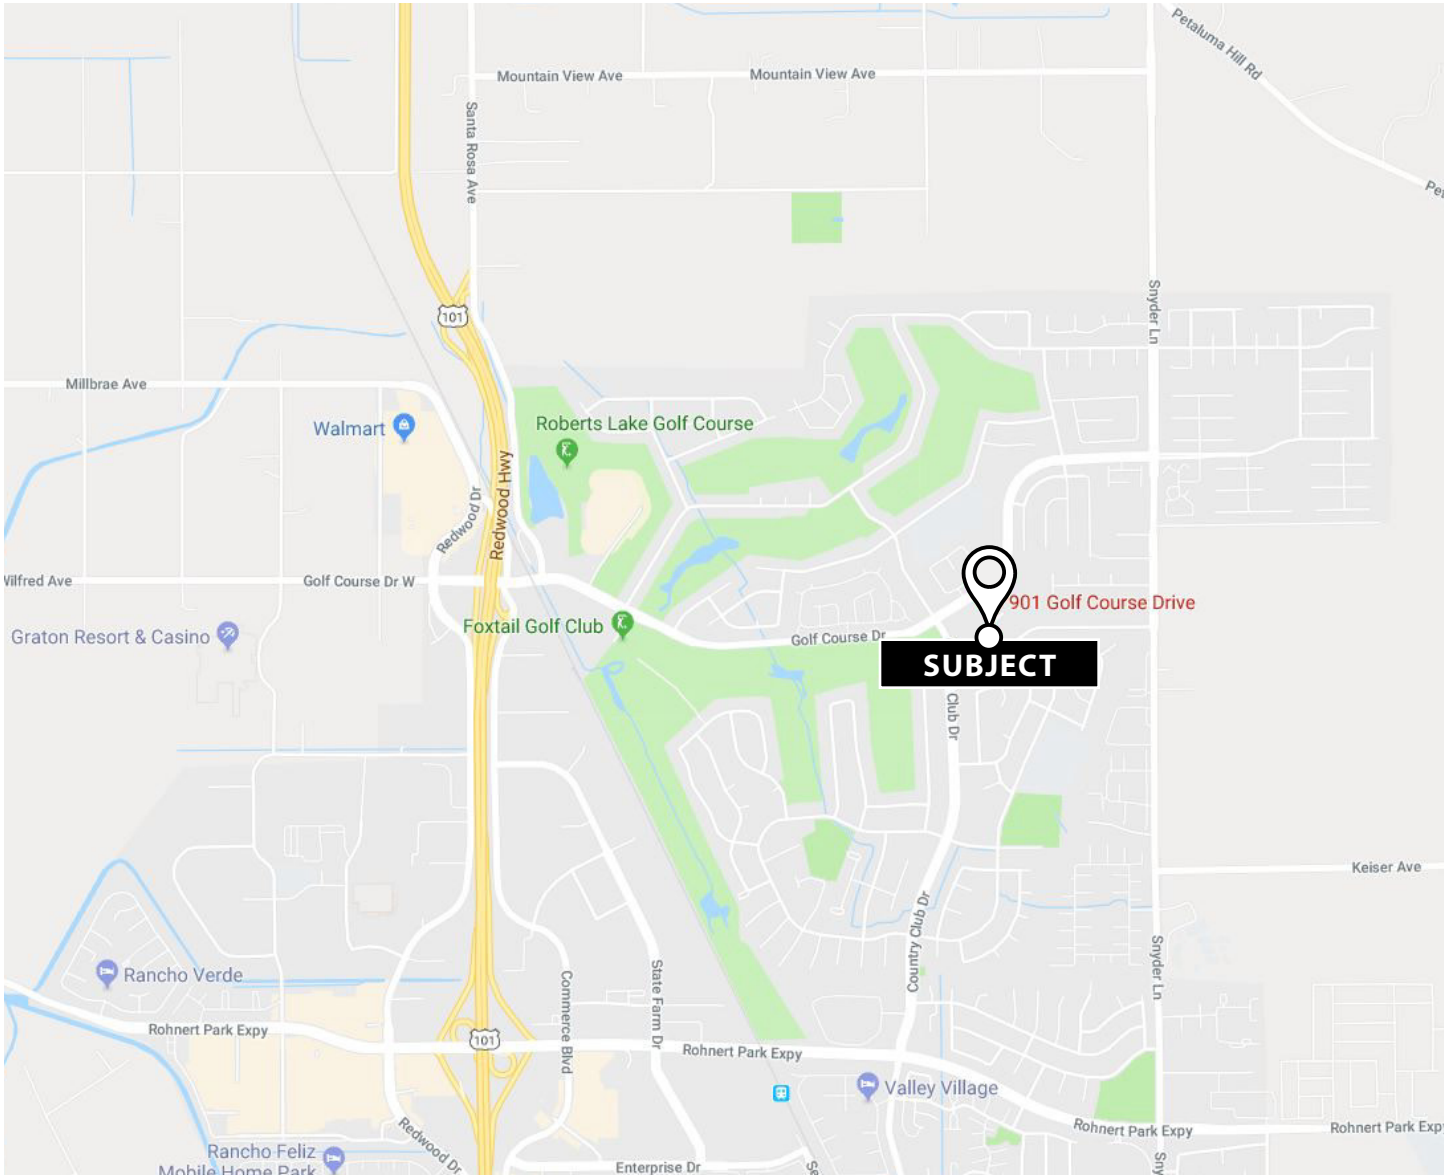 Petaluma Hill Rd
Mountain View Ave
Mountain View Ave
Santa Rosa Ave
Pet
Snyder Ln
101
Millbrae Ave
Walmart
Roberts Lake Golf Course
Redwood Hwy
Redwood Dr
Wilfred Ave
Golf Course Dr W
901 Golf Course Drive
Graton Resort & Casino
Foxtail Golf Club
Golf Course Dr
SUBJECT
Club Dr
Keiser Ave
Country Club Dr
Snyder Ln
Rancho Verde
State Farm Dr
Commerce Blvd
Rohnert Park Expy
101
Rohnert Park Expy
Valley Village
Rohnert Park Expy
Rohnert Park Expy
Redwood Dr
Rancho Feliz
Mobile Home Park
Enterprise Dr
Se
Sny